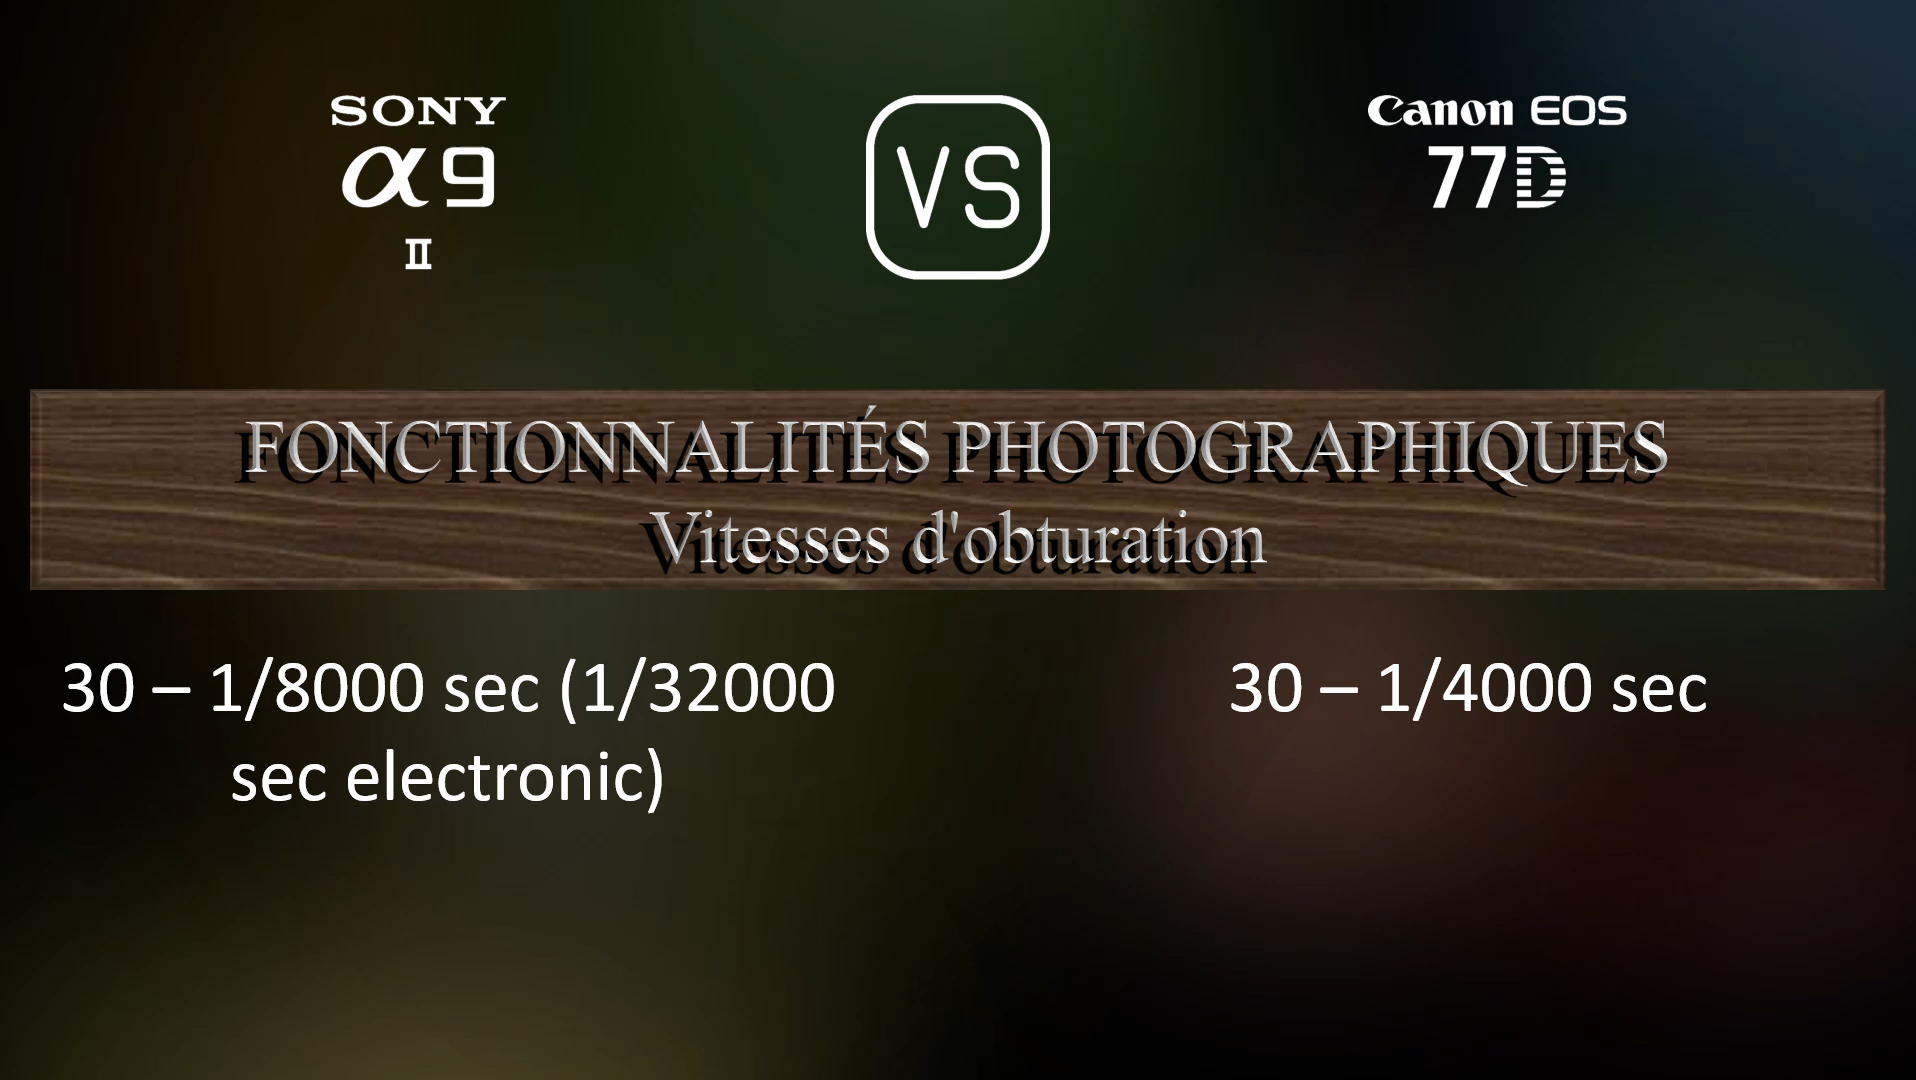 SONY
α9
II
VS
Canon EOS
77D
FONCTIONNALITÉS PHOTOGRAPHIQUES
Vitesses d'obturation
30 – 1/8000 sec (1/32000
sec electronic)
30 – 1/4000 sec